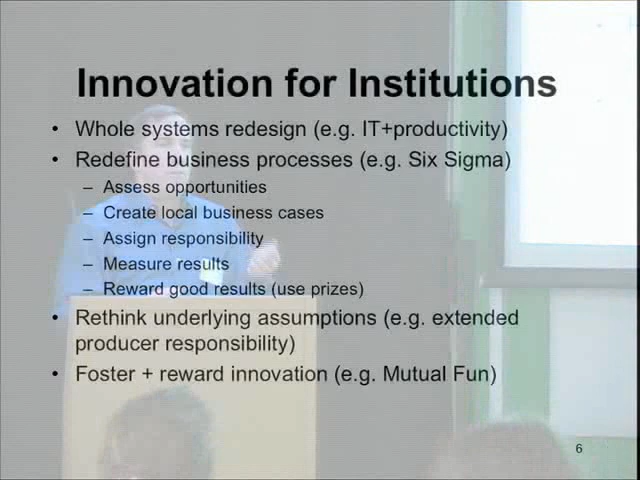 Innovation for Institutions
• Whole systems redesign (e.g. IT+productivity)
• Redefine business processes (e.g. Six Sigma)
– Assess opportunities
– Create local business cases
– Assign responsibility
– Measure results
– Reward good results (use prizes)
• Rethink underlying assumptions (e.g. extended
producer responsibility)
• Foster + reward innovation (e.g. Mutual Fun)
6